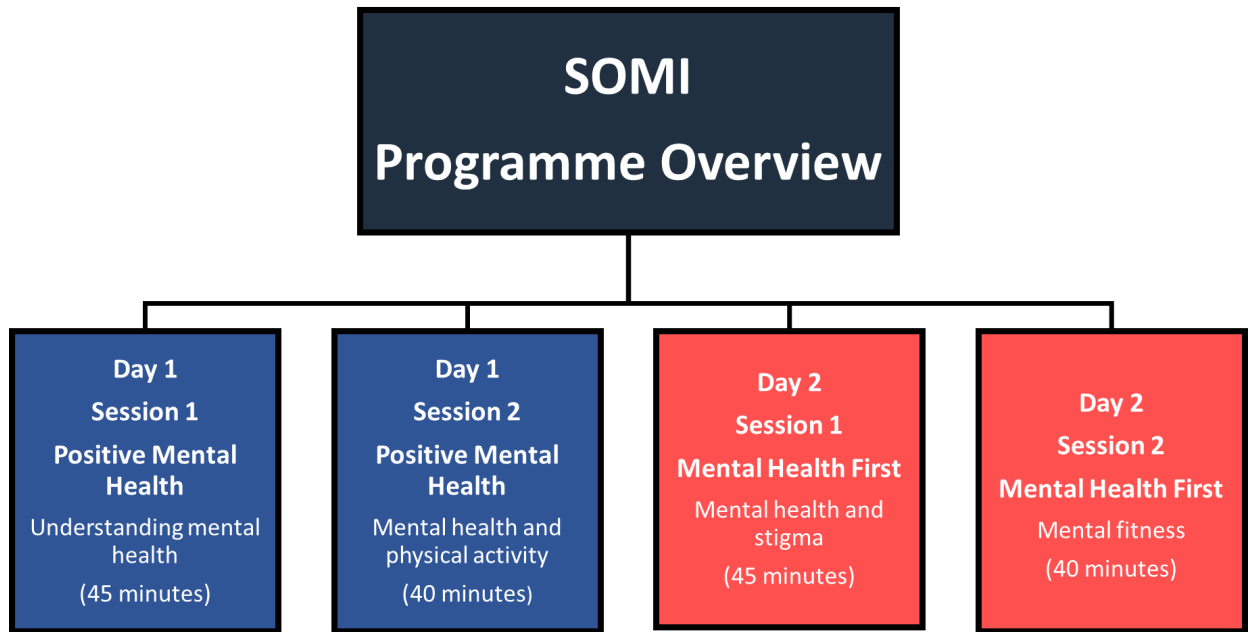 SOMI
Programme Overview
Day 1
Session 1
Positive Mental
Health
Understanding mental
health
(45 minutes)
Day 1
Session 2
Positive Mental
Health
Mental health and
physical activity
(40 minutes)
Day 2
Session 1
Mental Health First
Mental health and
stigma
(45 minutes)
Day 2
Session 2
Mental Health First
Mental fitness
(40 minutes)